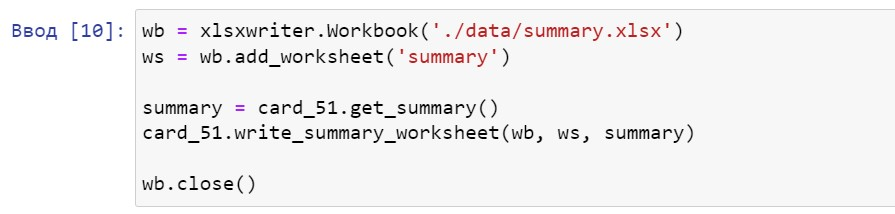 Ввод [10]: wb = xlsxwriter.Workbook('./data/summary.xlsx')
ws = wb.add_worksheet('summary')
summary = card_51.get_summary()
card_51.write_summary_worksheet(wb, ws, summary)
wb.close()